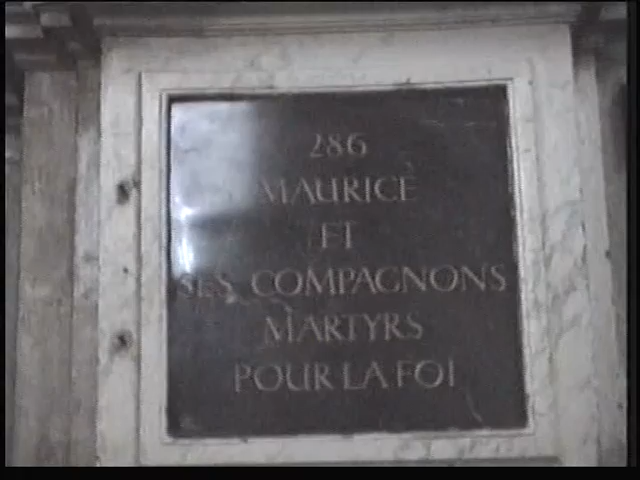 286
MAURICE
ET
SES COMPAGNONS
MARTYRS
POUR LA FOI